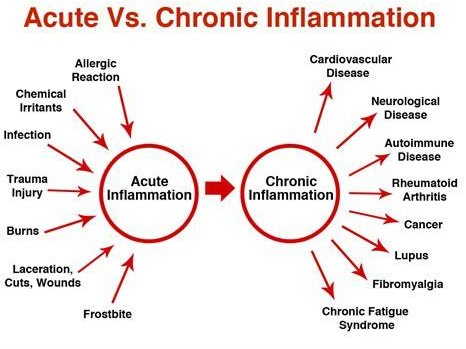 Acute Vs. Chronic Inflammation
Allergic
Reaction
Chemical
Irritants
Infection
Trauma
Injury
Burns
Laceration,
Cuts, Wounds
Frostbite
Acute
Inflammation
Chronic
Inflammation
Cardiovascular
Disease
Neurological
Disease
Autoimmune
Disease
Rheumatoid
Arthritis
Cancer
Lupus
Fibromyalgia
Chronic Fatigue
Syndrome